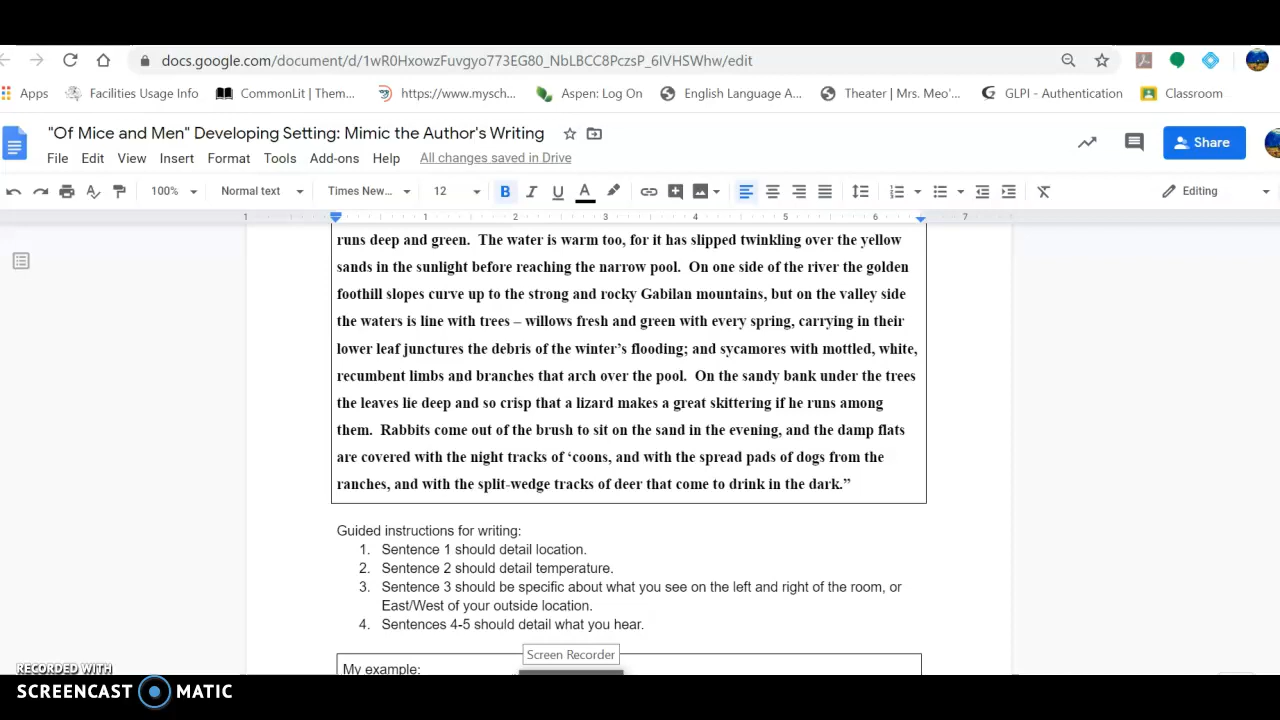 docs.google.com/document/d/1wR0HxowzFuvgyo773EG80_NbLBCC8PczsP_6IVHSWhw/edit
Apps Facilities Usage Info CommonLit | Them... https://www.mysch... Aspen: Log On English Language A... Theater | Mrs. Meo'... GLPI - Authentication Classroom
"Of Mice and Men" Developing Setting: Mimic the Author's Writing
Share
File Edit View Insert Format Tools Add-ons Help All changes saved in Drive
100% Normal text Times New... 12 B I U A Editing
1 1 2 3 4 5 6 7
runs deep and green. The water is warm too, for it has slipped twinkling over the yellow
sands in the sunlight before reaching the narrow pool. On one side of the river the golden
foothill slopes curve up to the strong and rocky Gabilan mountains, but on the valley side
the waters is line with trees – willows fresh and green with every spring, carrying in their
lower leaf junctures the debris of the winter's flooding; and sycamores with mottled, white,
recumbent limbs and branches that arch over the pool. On the sandy bank under the trees
the leaves lie deep and so crisp that a lizard makes a great skittering if he runs among
them. Rabbits come out of the brush to sit on the sand in the evening, and the damp flats
are covered with the night tracks of ‘coons, and with the spread pads of dogs from the
ranches, and with the split-wedge tracks of deer that come to drink in the dark.”
Guided instructions for writing:
1. Sentence 1 should detail location.
2. Sentence 2 should detail temperature.
3. Sentence 3 should be specific about what you see on the left and right of the room, or
East/West of your outside location.
4. Sentences 4-5 should detail what you hear.
Screen Recorder
My example:
RECORDED WITH
SCREENCAST MATIC